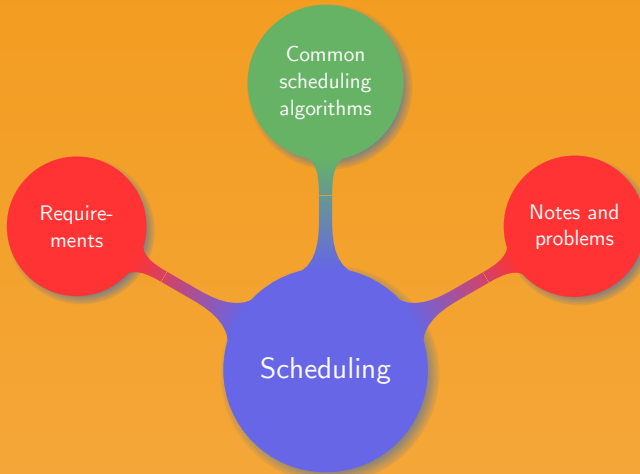 Common
scheduling
algorithms
Require-
ments
Notes and
problems
Scheduling